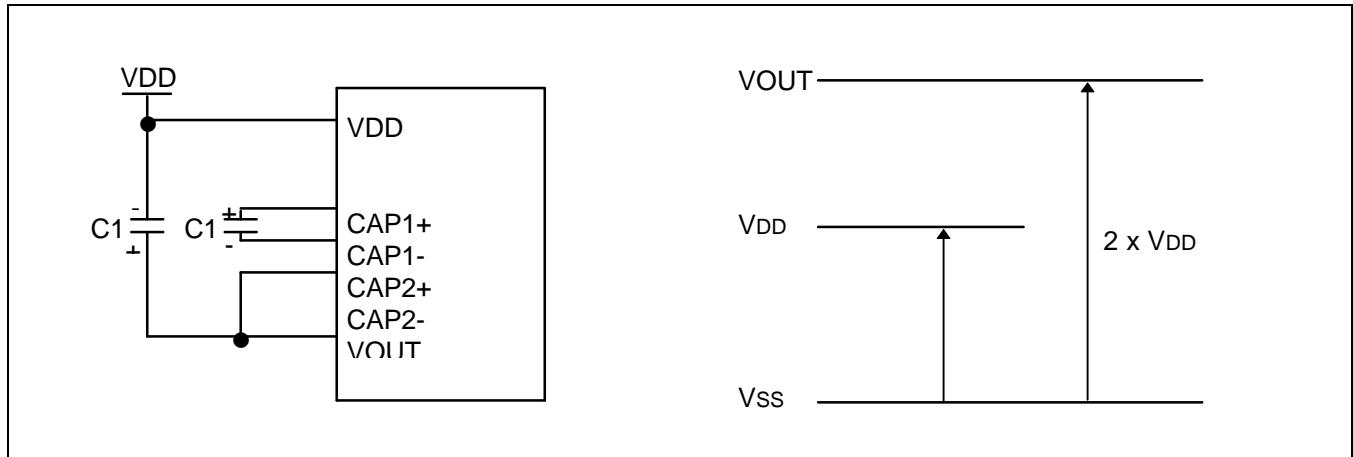 VDD
VDD
- +
C1 C1
+ -
CAP1+
CAP1-
CAP2+
CAP2-
VOUT
VOUT
VDD
2 x VDD
VSS